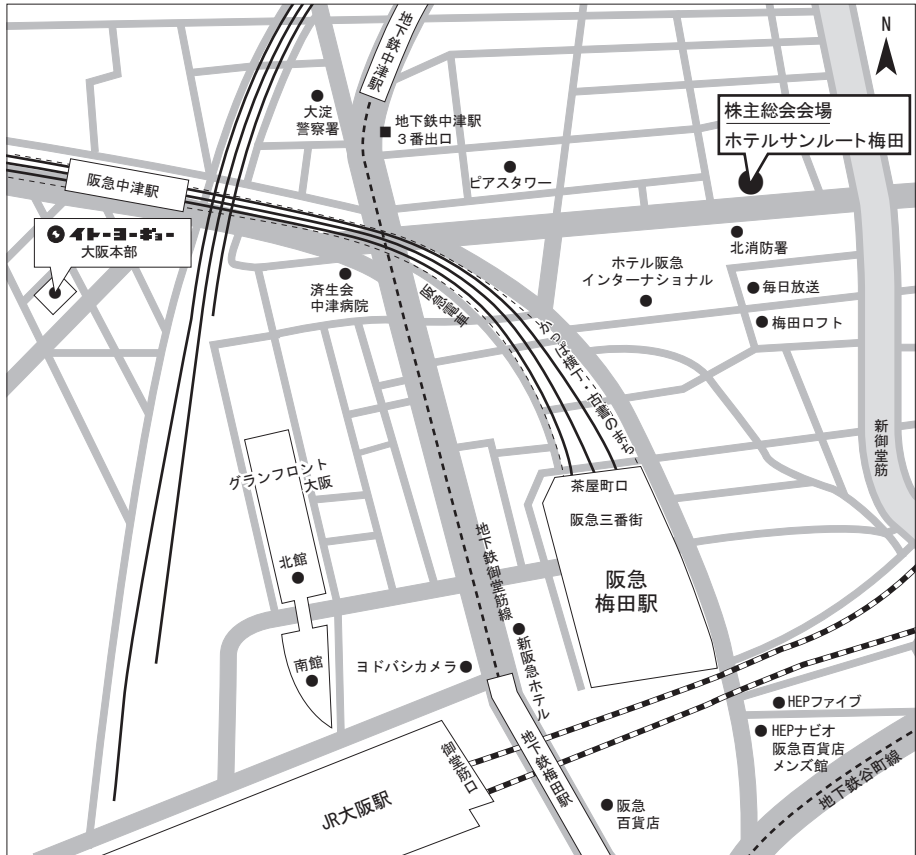 N
地下鉄中津駅
大淀
警察署
地下鉄中津駅
3番出口
株主総会会場
ホテルサンルート梅田
ピアスタワー
阪急中津駅
イトーヨーギョー
大阪本部
北消防署
ホテル阪急
インターナショナル
毎日放送
梅田ロフト
済生会
中津病院
阪急電車
かっぱ横丁・古書のまち
新御堂筋
グランフロント
大阪
茶屋町口
阪急三番街
阪急
梅田駅
地下鉄御堂筋線
北館
新阪急ホテル
南館
ヨドバシカメラ
HEPファイブ
HEPナビオ
阪急百貨店
メンズ館
御堂筋口
地下鉄梅田駅
地下鉄谷町線
JR大阪駅
阪急
百貨店